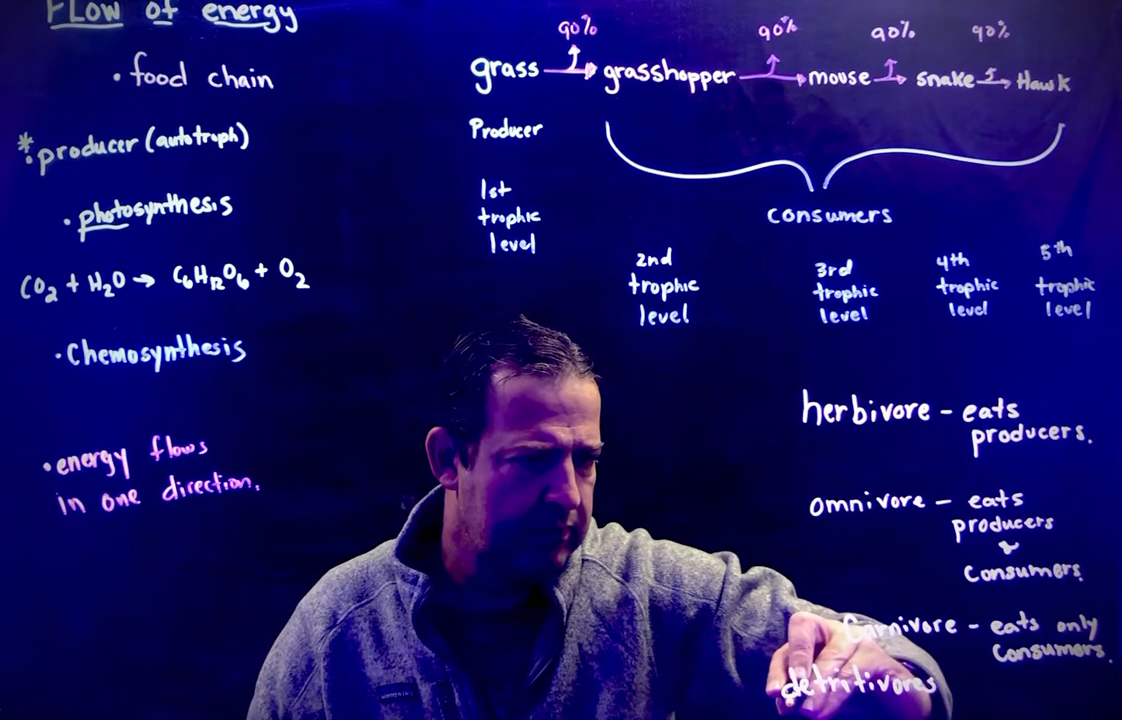 Flow of energy
• food chain
* producer (autotroph)
• photosynthesis
CO2 + H2O → C6H12O6 + O2
• Chemosynthesis
• energy flows
in one direction.
90% 90% 90% 90%
grass → grasshopper → mouse → snake → Hawk
Producer
consumers
1st
trophic
level
2nd
trophic
level
3rd
trophic
level
4th
trophic
level
5th
trophic
level
herbivore - eats
producers.
omnivore - eats
producers
&
consumers.
Carnivore - eats only
consumers.
detritivores